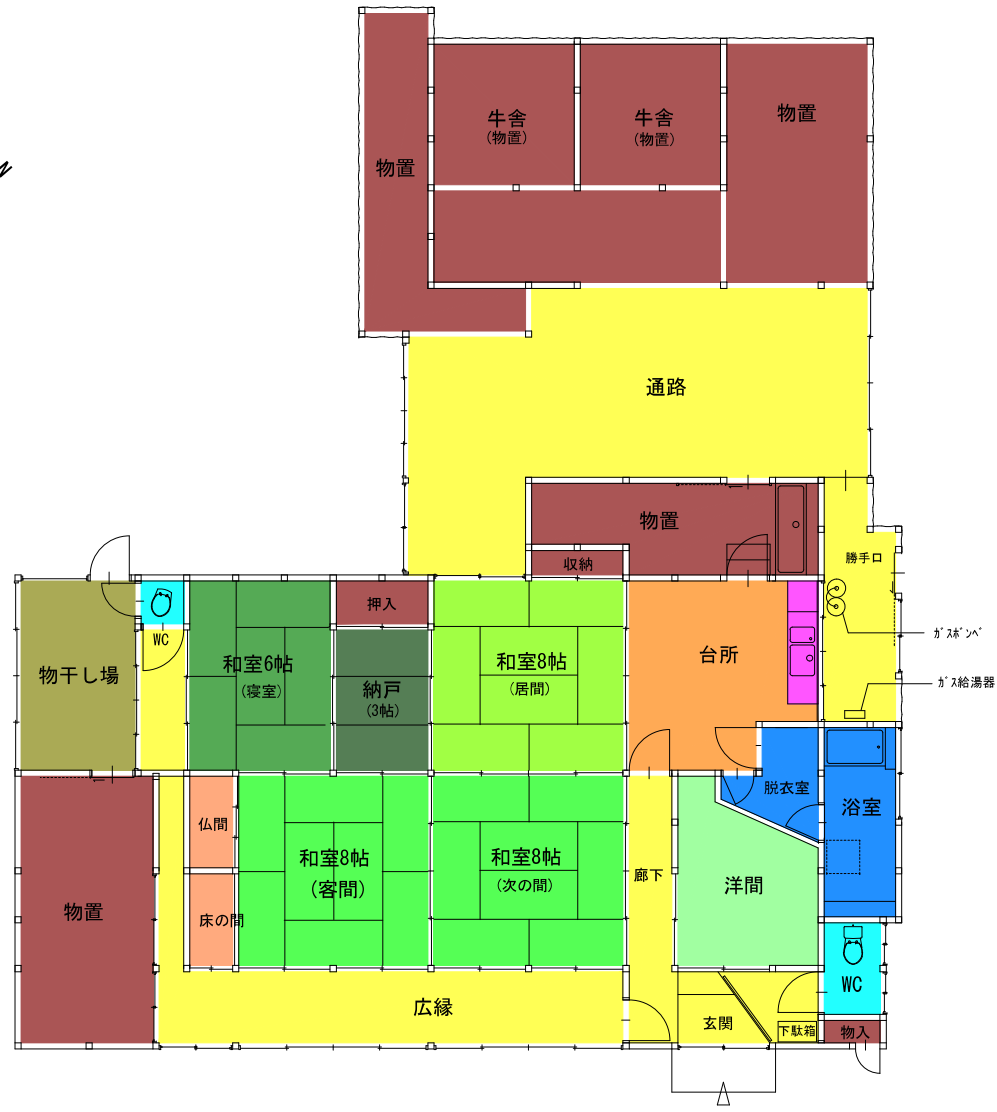 N
牛舎
(物置)
牛舎
(物置)
物置
物置
通路
物置
収納
勝手口
押入
WC
和室6帖
(寝室)
納戸
(3帖)
和室8帖
(居間)
台所
ｶﾞｽﾎﾞﾝﾍﾞ
ｶﾞｽ給湯器
物干し場
脱衣室
浴室
仏間
和室8帖
(客間)
和室8帖
(次の間)
廊下
洋間
物置
床の間
WC
広縁
玄関
下駄箱
物入